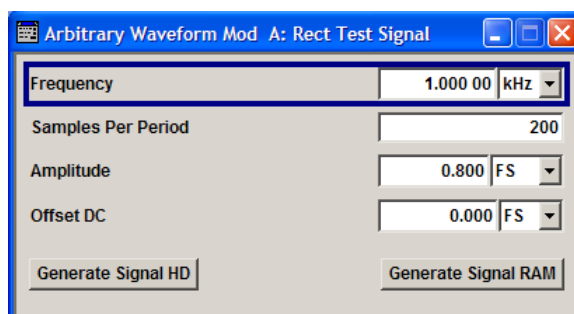 Arbitrary Waveform Mod A: Rect Test Signal
Frequency 1.000 00 kHz
Samples Per Period 200
Amplitude 0.800 FS
Offset DC 0.000 FS
Generate Signal HD Generate Signal RAM